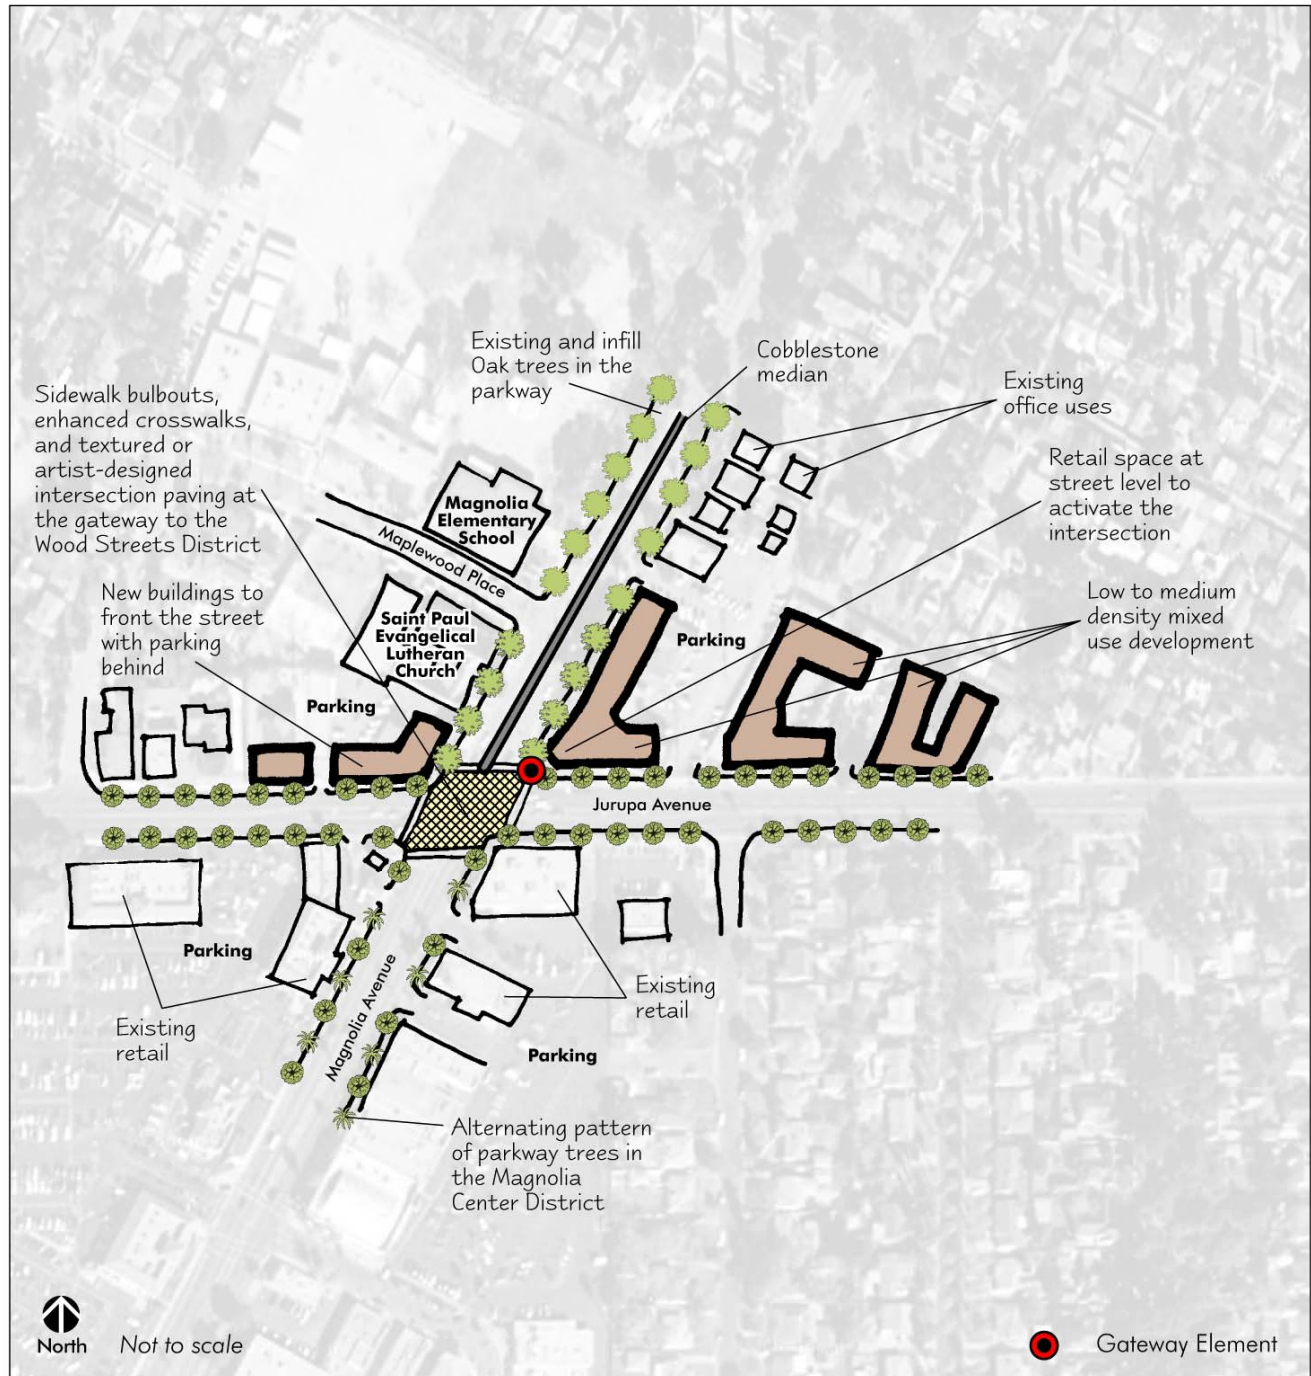 Existing and infill
Oak trees in the
parkway
Cobblestone
median
Existing
office uses
Sidewalk bulbouts,
enhanced crosswalks,
and textured or
artist-designed
intersection paving at
the gateway to the
Wood Streets District
Retail space at
street level to
activate the
intersection
Magnolia
Elementary
School
Maplewood Place
New buildings to
front the street
with parking
behind
Low to medium
density mixed
use development
Saint Paul
Evangelical
Lutheran
Church
Parking
Parking
Jurupa Avenue
Parking
Magnolia Avenue
Existing
retail
Existing
retail
Parking
Alternating pattern
of parkway trees in
the Magnolia
Center District
North
Not to scale
Gateway Element